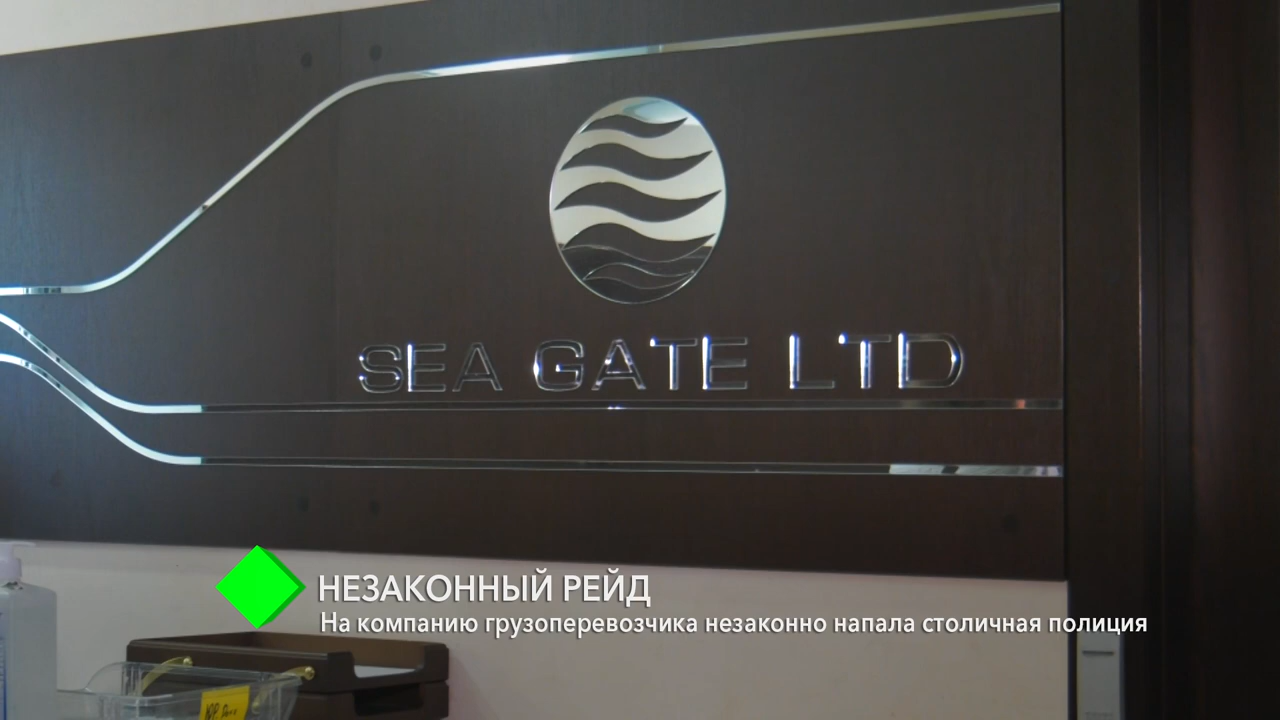 SEA GATE LTD
НЕЗАКОННЫЙ РЕЙД
На компанию грузоперевозчика незаконно напала столичная полиция